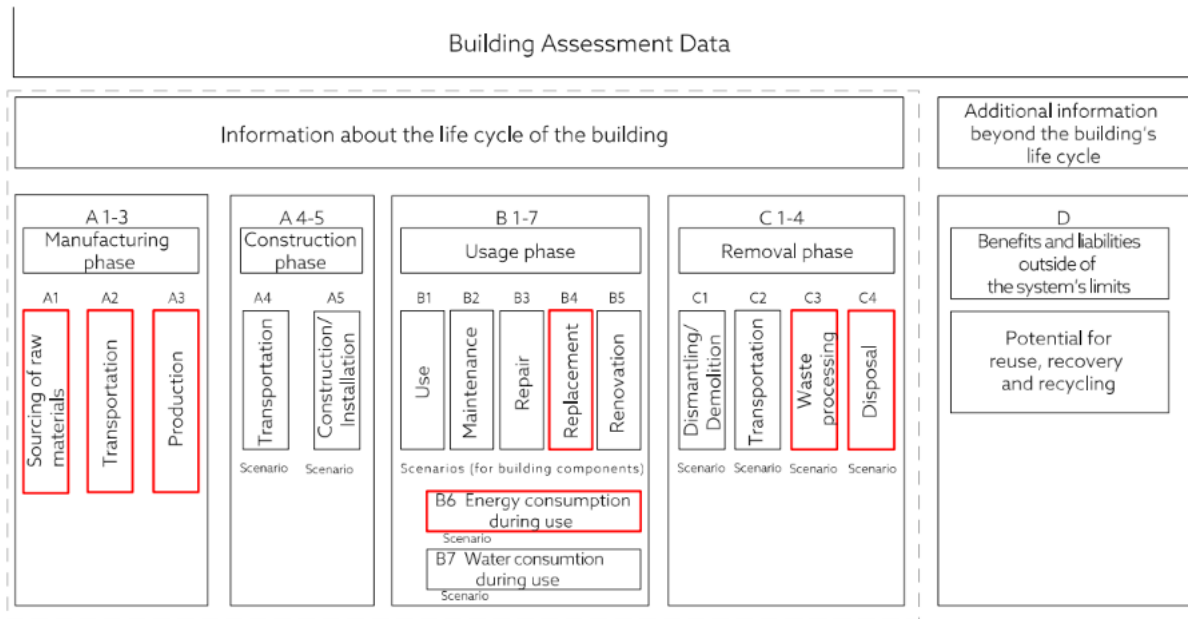 Building Assessment Data
Information about the life cycle of the building
Additional information
beyond the building's
life cycle
A 1-3
Manufacturing
phase
A1
A2
A3
Sourcing of raw
materials
Transportation
Production
A 4-5
Construction
phase
A4
A5
Transportation
Construction/
Installation
Scenario
Scenario
B 1-7
Usage phase
B1
B2
B3
B4
B5
Use
Maintenance
Repair
Replacement
Renovation
Scenarios (for building components)
B6 Energy consumption
during use
Scenario
B7 Water consumtion
during use
Scenario
C 1-4
Removal phase
C1
C2
C3
C4
Dismantling/
Demolition
Transportation
Waste
processing
Disposal
Scenario
Scenario
Scenario
Scenario
D
Benefits and liabilities
outside of
the system's limits
Potential for
reuse, recovery
and recycling